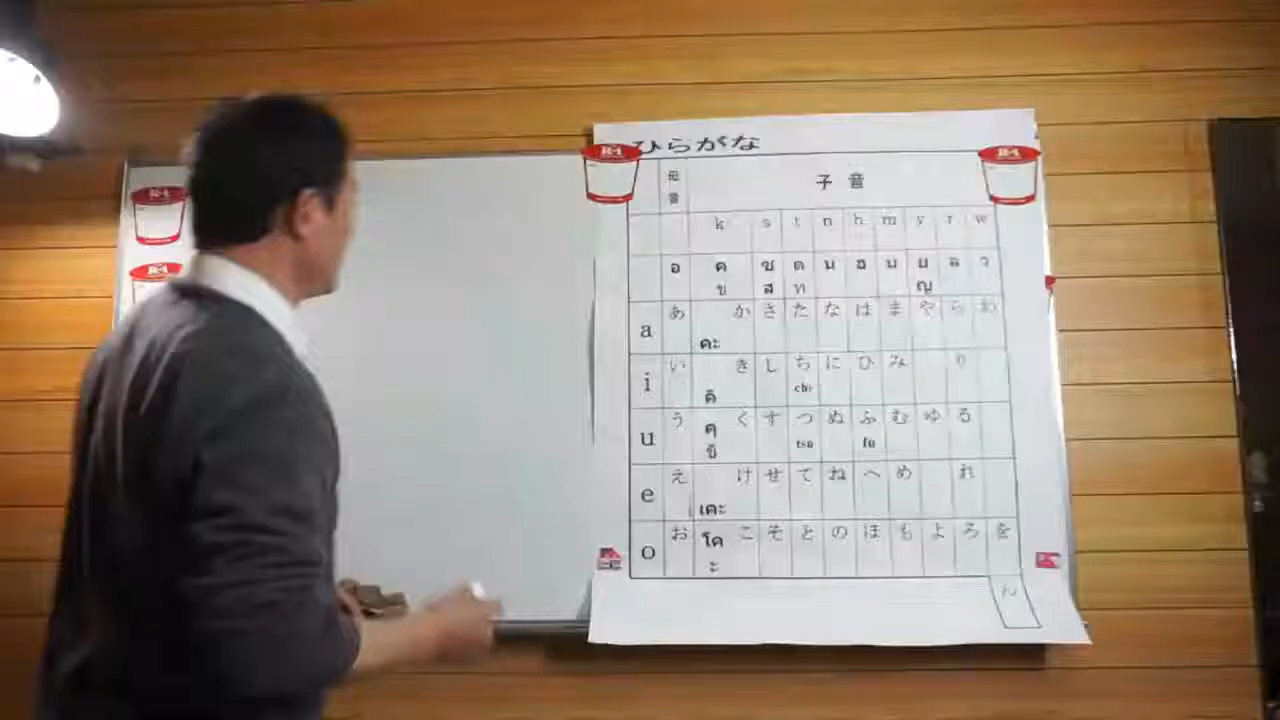 ひらがな
母音 子音
k s t n h m y r w
อ ค ซ ต น ฮ ม ย ล ว
ข ส ท ญ
a あ か さ た な は ま や ら わ
คะ
i い き し ち に ひ み り
คิ chi
u う คุ く す つ ぬ ふ む ゆ る
tsu fu
e え け せ て ね へ め れ
เคะ
o お โค こ そ と の ほ も よ ろ を
ะ
ん